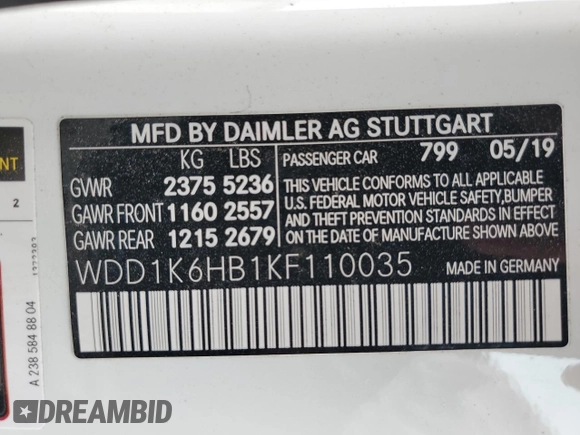 MFD BY DAIMLER AG STUTTGART
KG LBS
GVWR 2375 5236
GAWR FRONT 1160 2557
GAWR REAR 1215 2679
PASSENGER CAR 799 05/19
THIS VEHICLE CONFORMS TO ALL APPLICABLE
U.S. FEDERAL MOTOR VEHICLE SAFETY, BUMPER
AND THEFT PREVENTION STANDARDS IN EFFECT
ON THE DATE OF MANUFACTURE SHOWN ABOVE.
WDD1K6HB1KF110035 MADE IN GERMANY
2
A 238 584 88 04
DREAMBID